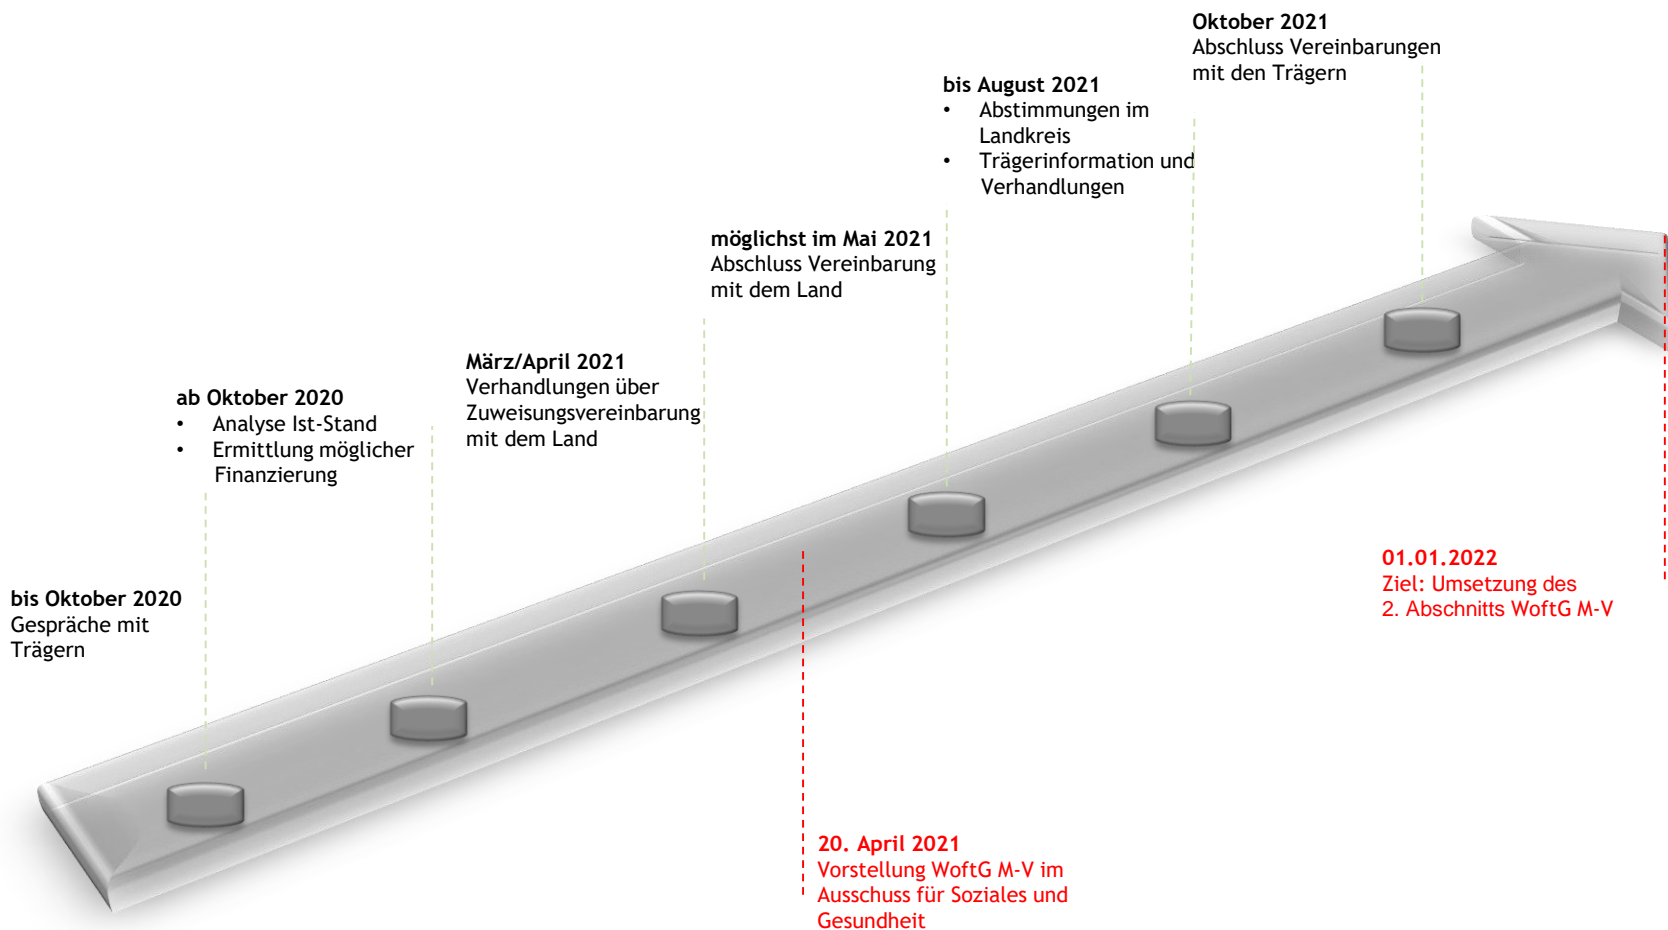 bis Oktober 2020
Gespräche mit
Trägern
ab Oktober 2020
• Analyse Ist-Stand
• Ermittlung möglicher
Finanzierung
März/April 2021
Verhandlungen über
Zuweisungsvereinbarung
mit dem Land
möglichst im Mai 2021
Abschluss Vereinbarung
mit dem Land
bis August 2021
• Abstimmungen im
Landkreis
• Trägerinformation und
Verhandlungen
Oktober 2021
Abschluss Vereinbarungen
mit den Trägern
20. April 2021
Vorstellung WoftG M-V im
Ausschuss für Soziales und
Gesundheit
01.01.2022
Ziel: Umsetzung des
2. Abschnitts WoftG M-V